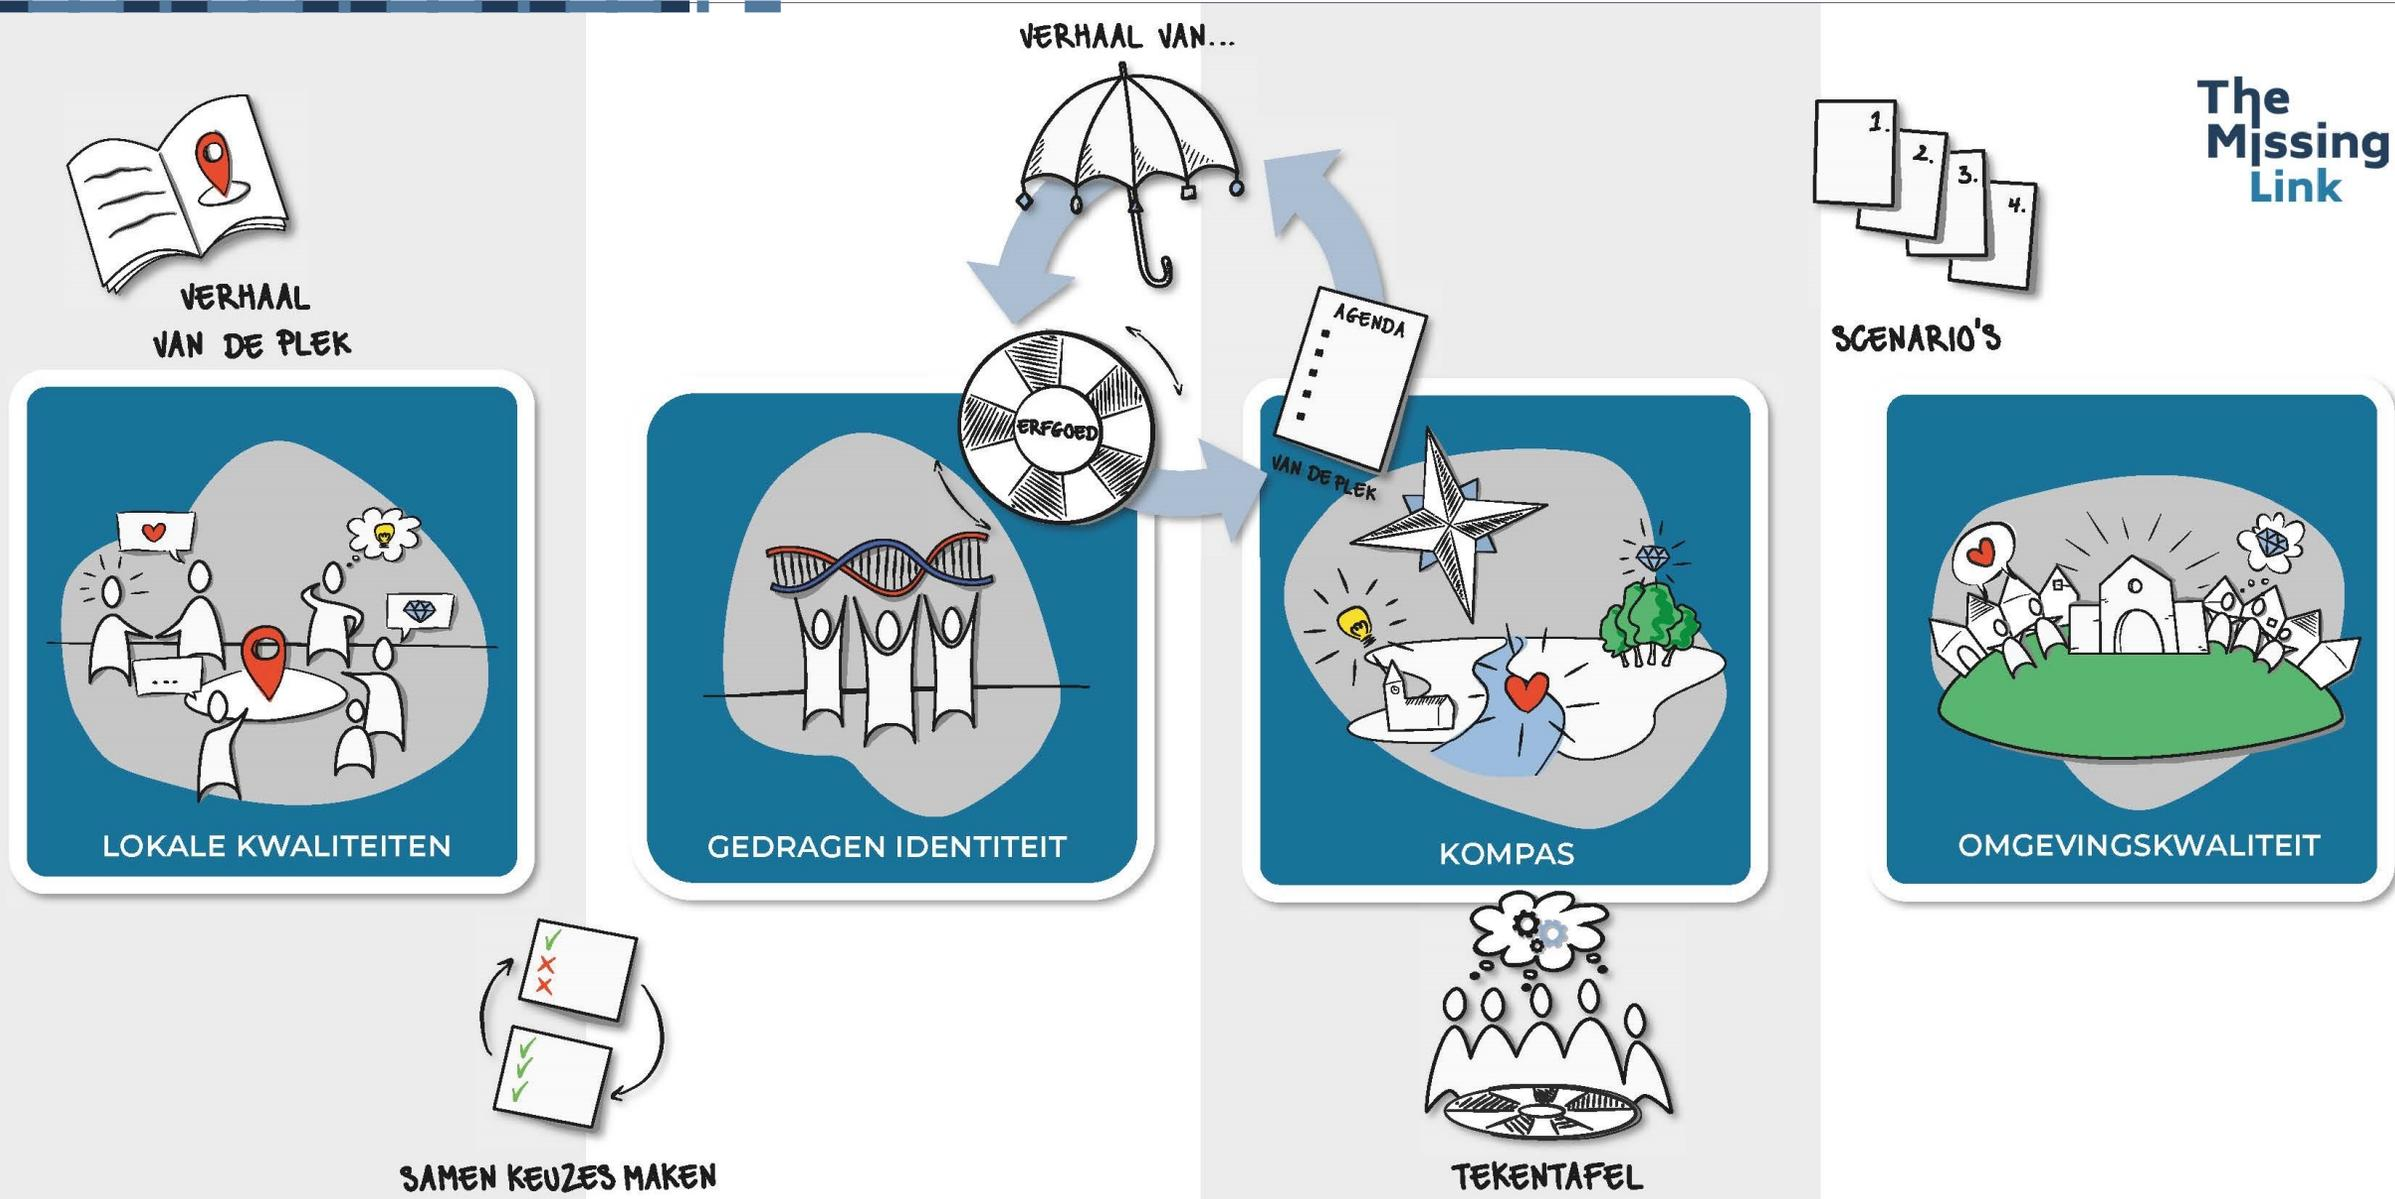 VERHAAL VAN...
The
Missing
Link
1.
2.
3.
4.
VERHAAL
VAN DE PLEK
SCENARIO'S
AGENDA
VAN DE PLEK
ERFGOED
...
LOKALE KWALITEITEN
GEDRAGEN IDENTITEIT
KOMPAS
OMGEVINGSKWALITEIT
SAMEN KEUZES MAKEN
TEKENTAFEL